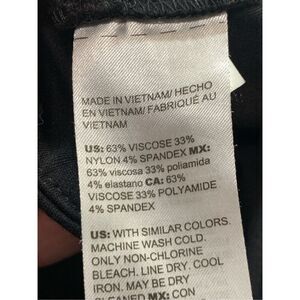 MADE IN VIETNAM/ HECHO
EN VIETNAM/ FABRIQUÉ AU
VIETNAM
US: 63% VISCOSE 33%
NYLON 4% SPANDEX MX:
63% viscosa 33% poliamida
4% elastano CA: 63%
VISCOSE 33% POLYAMIDE
4% SPANDEX
US: WITH SIMILAR COLORS.
MACHINE WASH COLD.
ONLY NON-CHLORINE
BLEACH. LINE DRY. COOL
IRON. MAY BE DRY
CLEANED MX: CON